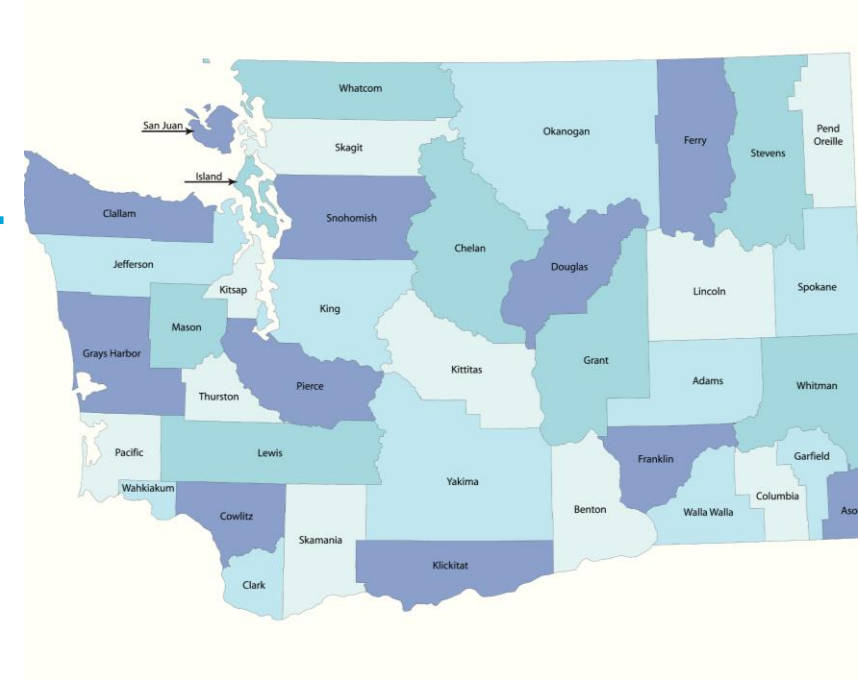 Whatcom
San Juan
Skagit
Island
Okanogan
Ferry
Stevens
Pend
Oreille
Clallam
Snohomish
Chelan
Jefferson
Kitsap
Douglas
Lincoln
Spokane
King
Mason
Grays Harbor
Kittitas
Grant
Adams
Whitman
Thurston
Pierce
Pacific
Lewis
Wahkiakum
Yakima
Franklin
Garfield
Columbia
Cowlitz
Benton
Walla Walla
Aso
Skamania
Klickitat
Clark